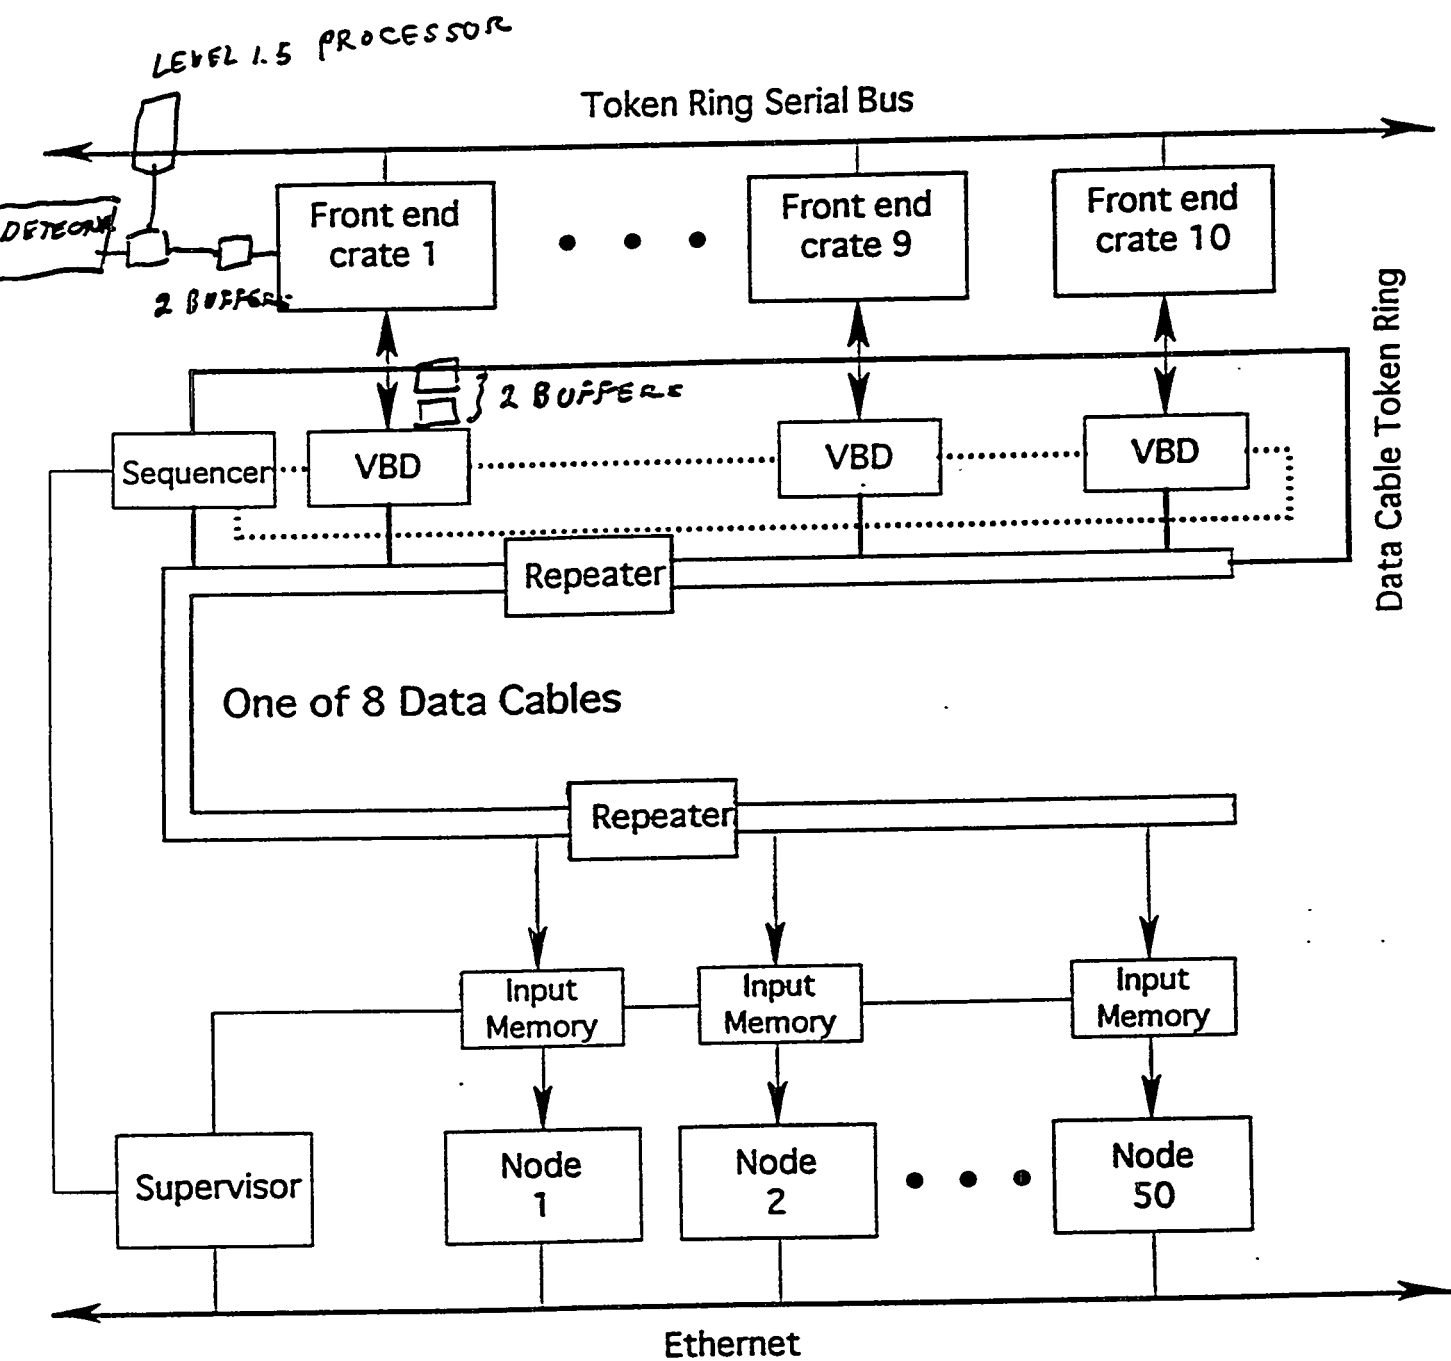 LEVEL 1.5 PROCESSOR
Token Ring Serial Bus
Front end
crate 1
Front end
crate 9
Front end
crate 10
2 BUFFERS
Data Cable Token Ring
2 BUFFERS
Sequencer
VBD
VBD
VBD
Repeater
One of 8 Data Cables
Repeater
Input
Memory
Input
Memory
Input
Memory
Supervisor
Node
1
Node
2
Node
50
Ethernet